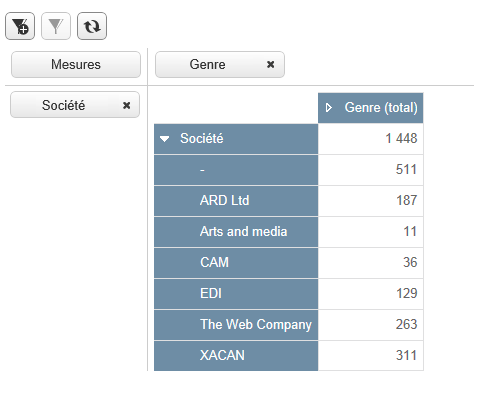 Mesures
Genre
Société
Genre (total)
Société 1 448
- 511
ARD Ltd 187
Arts and media 11
CAM 36
EDI 129
The Web Company 263
XACAN 311